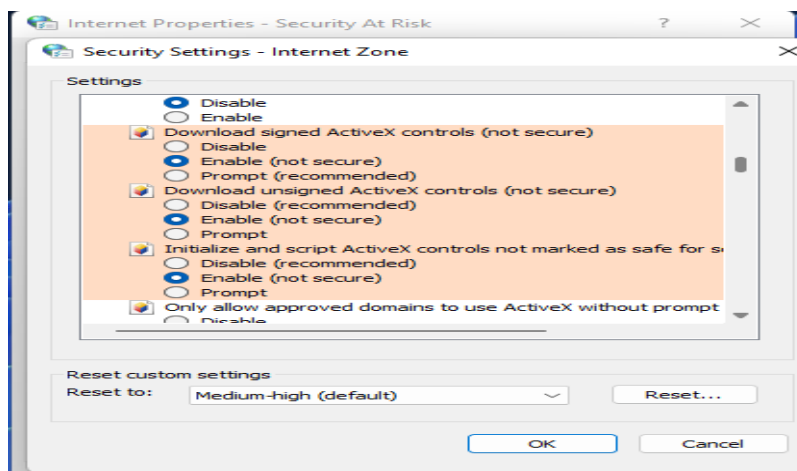 Internet Properties - Security At Risk
Security Settings - Internet Zone
Settings
Disable
Enable
Download signed ActiveX controls (not secure)
Disable
Enable (not secure)
Prompt (recommended)
Download unsigned ActiveX controls (not secure)
Disable (recommended)
Enable (not secure)
Prompt
Initialize and script ActiveX controls not marked as safe for s
Disable (recommended)
Enable (not secure)
Prompt
Only allow approved domains to use ActiveX without prompt
Disable
Reset custom settings
Reset to: Medium-high (default) Reset...
OK Cancel